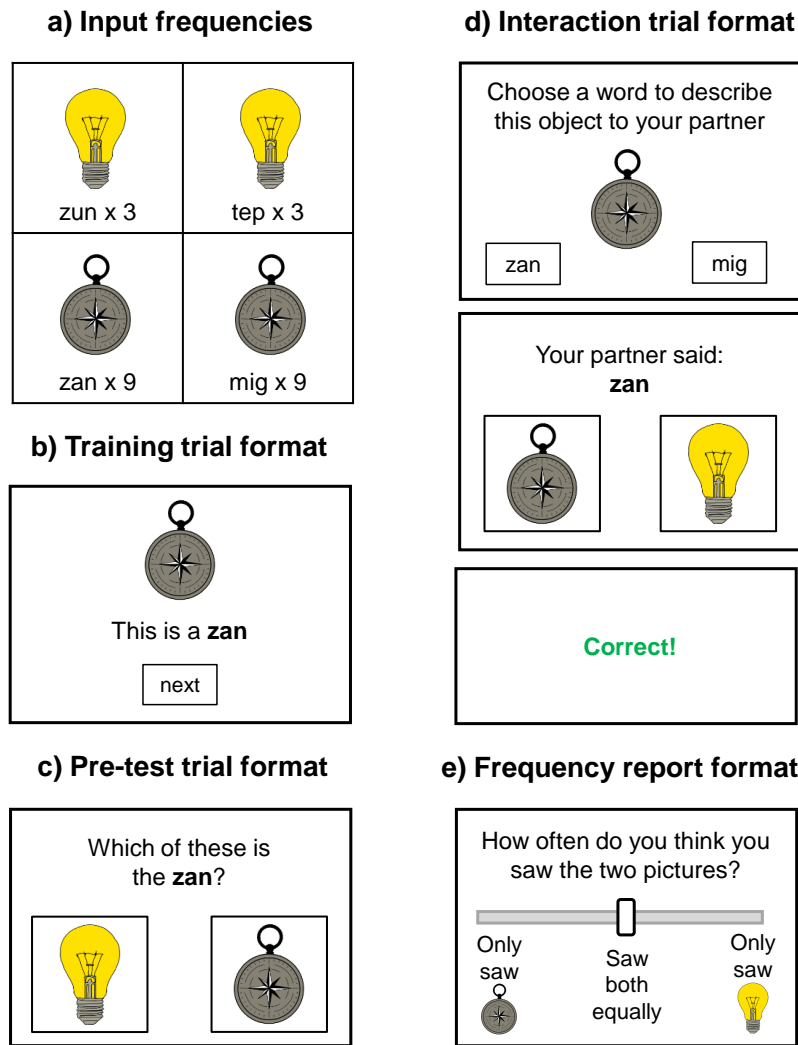 a) Input frequencies
zun x 3
tep x 3
zan x 9
mig x 9
b) Training trial format
This is a zan
next
c) Pre-test trial format
Which of these is
the zan?
d) Interaction trial format
Choose a word to describe
this object to your partner
zan
mig
Your partner said:
zan
Correct!
e) Frequency report format
How often do you think you
saw the two pictures?
Only
saw
Saw
both
equally
Only
saw